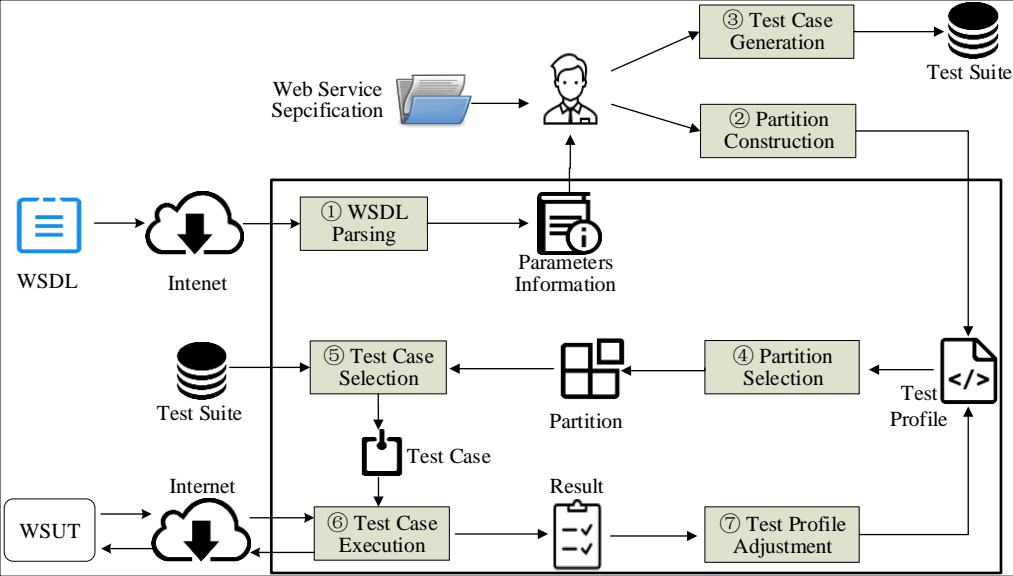 ③ Test Case
Generation
Test Suite
Web Service
Sepcification
② Partition
Construction
① WSDL
Parsing
WSDL
Intenet
Parameters
Information
⑤ Test Case
Selection
④ Partition
Selection
</>
Test Suite
Partition
Test
Profile
Test Case
Internet
Result
WSUT
⑥ Test Case
Execution
⑦ Test Profile
Adjustment